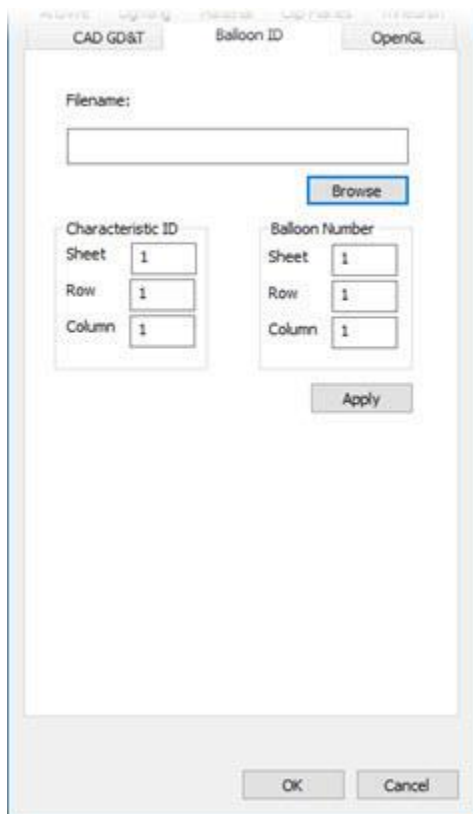 CAD GD&T Balloon ID OpenGL
Filename:
Browse
Characteristic ID Balloon Number
Sheet 1 Sheet 1
Row 1 Row 1
Column 1 Column 1
Apply
OK Cancel